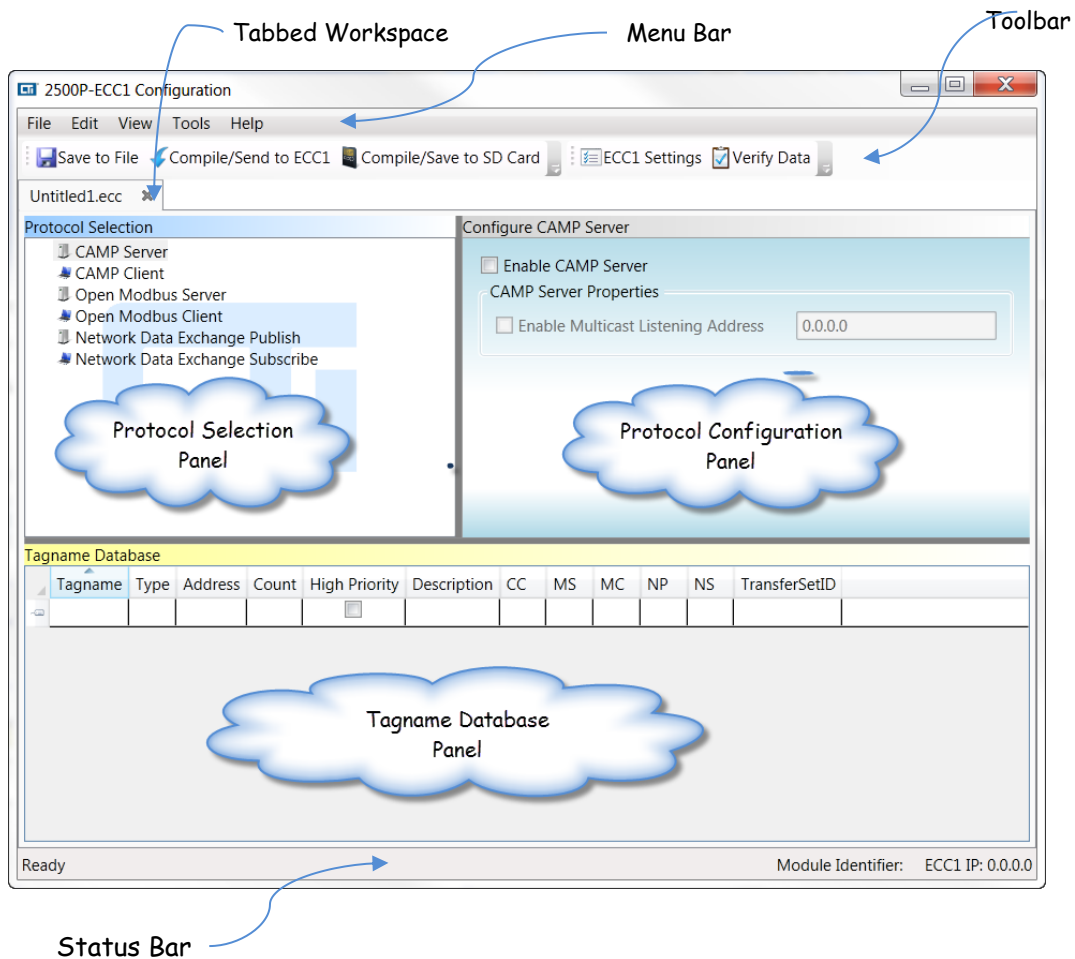 Tabbed Workspace
Menu Bar
Toolbar
CTI 2500P-ECC1 Configuration
File Edit View Tools Help
Save to File Compile/Send to ECC1 Compile/Save to SD Card ECC1 Settings Verify Data
Untitled1.ecc
Protocol Selection
CAMP Server
CAMP Client
Open Modbus Server
Open Modbus Client
Network Data Exchange Publish
Network Data Exchange Subscribe
Protocol Selection
Panel
Configure CAMP Server
Enable CAMP Server
CAMP Server Properties
Enable Multicast Listening Address 0.0.0.0
Protocol Configuration
Panel
Tagname Database
Tagname Type Address Count High Priority Description CC MS MC NP NS TransferSetID
Tagname Database
Panel
Ready Module Identifier: ECC1 IP: 0.0.0.0
Status Bar